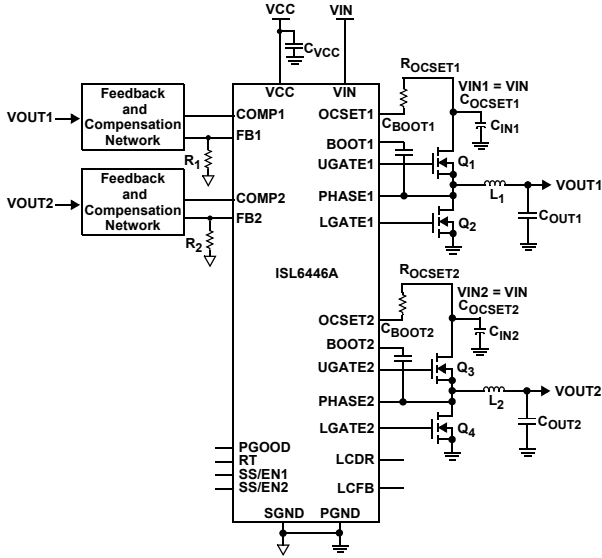 VCC
VIN
CVCC
ROCSET1
VCC
VIN
Feedback
and
Compensation
Network
VOUT1
COMP1
FB1
R1
OCSET1
VIN1 = VIN
COCSET1
CBOOT1
CIN1
BOOT1
UGATE1
Q1
PHASE1
L1
VOUT1
LGATE1
Q2
COUT1
Feedback
and
Compensation
Network
VOUT2
COMP2
FB2
R2
ISL6446A
ROCSET2
VIN2 = VIN
COCSET2
OCSET2
CBOOT2
CIN2
BOOT2
UGATE2
Q3
PHASE2
L2
VOUT2
LGATE2
Q4
COUT2
PGOOD
RT
SS/EN1
SS/EN2
LCDR
LCFB
SGND
PGND